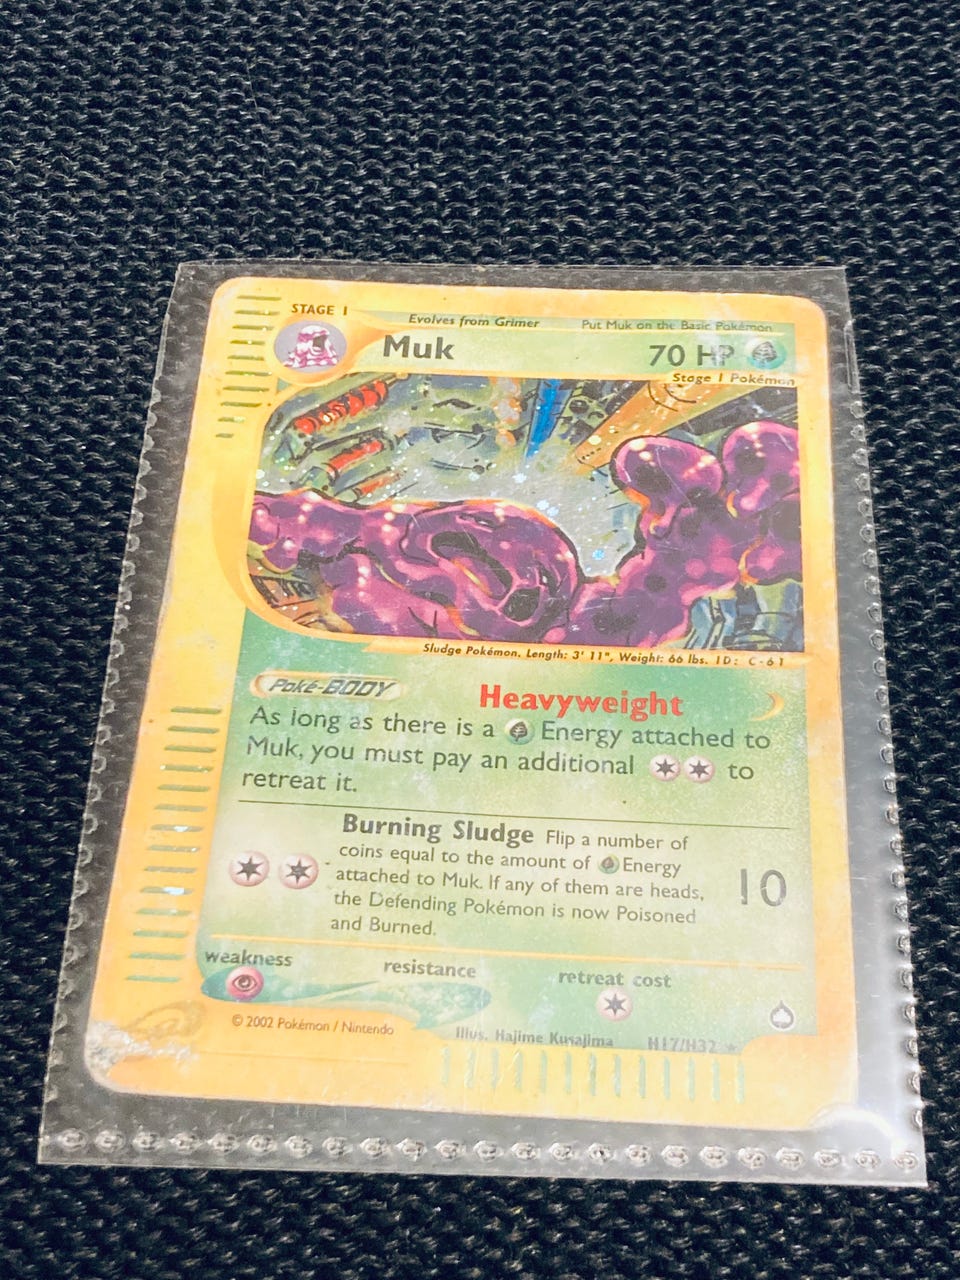 STAGE 1
Evolves from Grimer
Put Muk on the Basic Pokémon
Muk
70 HP
Stage 1 Pokémon
Sludge Pokémon. Length: 3' 11", Weight: 66 lbs. ID: C-61
Poké-BODY
Heavyweight
As long as there is a Energy attached to
Muk, you must pay an additional to
retreat it.
Burning Sludge Flip a number of
coins equal to the amount of Energy
attached to Muk. If any of them are heads,
the Defending Pokémon is now Poisoned
and Burned.
10
weakness
resistance
retreat cost
© 2002 Pokémon / Nintendo
Illus. Hajime Kusajima
H17/H32 ★